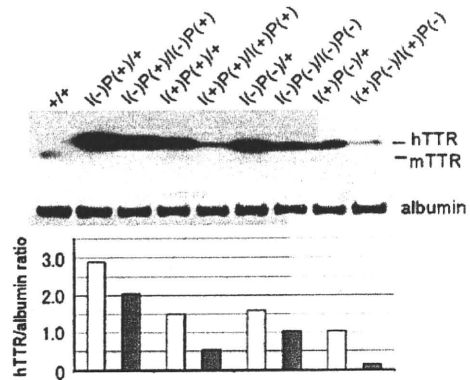 +/+
I(-)P(+)/+
I(-)P(+)/I(-)P(+)
I(+)P(+)/+
I(+)P(+)/I(+)P(+)
I(-)P(-)/+
I(-)P(-)/I(-)P(-)
I(+)P(-)/+
I(+)P(-)/I(+)P(-)
hTTR
mTTR
albumin
hTTR/albumin ratio
3.0
2.0
1.0
0